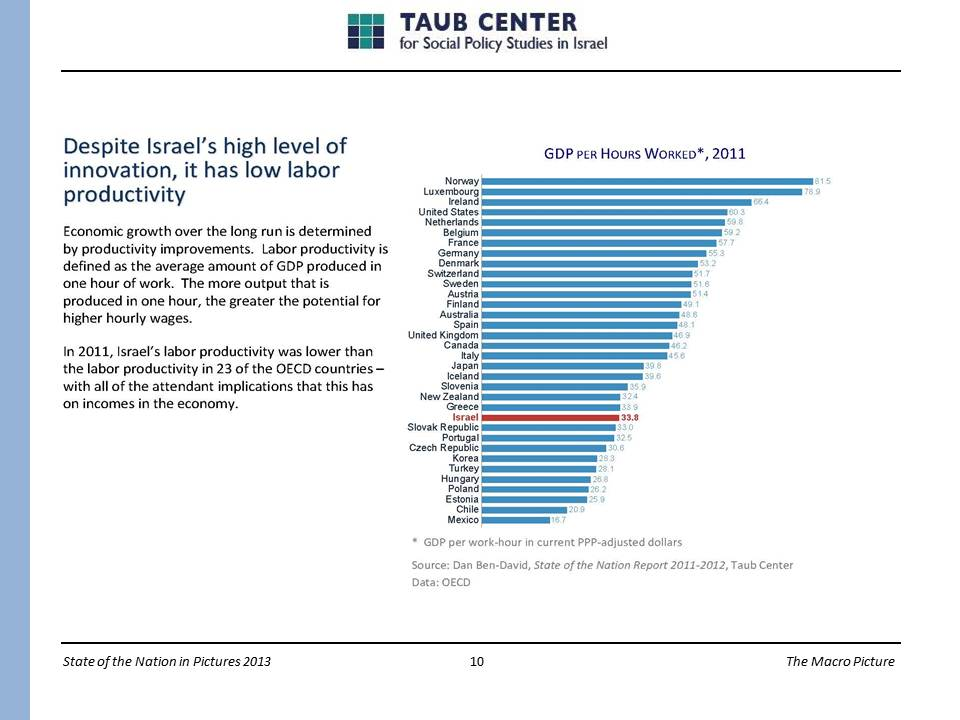 TAUB CENTER
for Social Policy Studies in Israel
Despite Israel's high level of
innovation, it has low labor
productivity
Economic growth over the long run is determined
by productivity improvements. Labor productivity is
defined as the average amount of GDP produced in
one hour of work. The more output that is
produced in one hour, the greater the potential for
higher hourly wages.
In 2011, Israel's labor productivity was lower than
the labor productivity in 23 of the OECD countries –
with all of the attendant implications that this has
on incomes in the economy.
GDP PER HOURS WORKED*, 2011
Norway 81.5
Luxembourg 78.9
Ireland 66.4
United States 60.3
Netherlands 59.8
Belgium 59.2
France 57.7
Germany 55.3
Denmark 53.2
Switzerland 51.7
Sweden 51.6
Austria 51.4
Finland 49.1
Australia 48.6
Spain 48.1
United Kingdom 46.9
Canada 46.2
Italy 45.6
Japan 39.8
Iceland 39.6
Slovenia 35.9
New Zealand 32.4
Greece 33.9
Israel 33.8
Slovak Republic 33.0
Portugal 32.5
Czech Republic 30.6
Korea 28.3
Turkey 28.1
Hungary 26.8
Poland 26.2
Estonia 25.9
Chile 20.9
Mexico 16.7
* GDP per work-hour in current PPP-adjusted dollars
Source: Dan Ben-David, State of the Nation Report 2011-2012, Taub Center
Data: OECD
State of the Nation in Pictures 2013
10
The Macro Picture